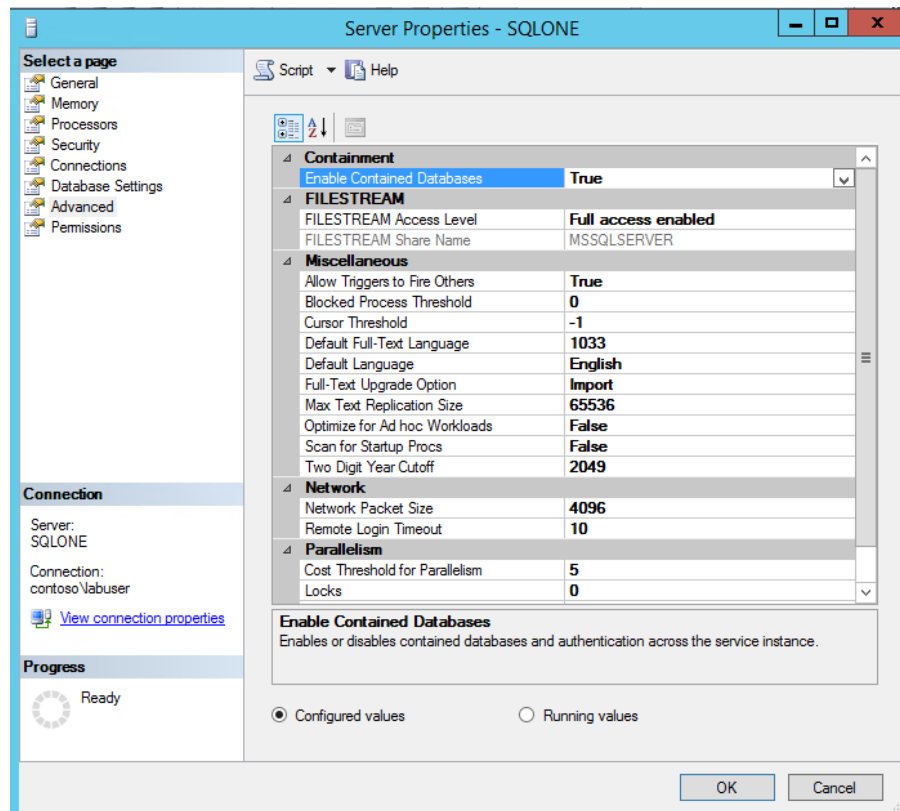 Server Properties - SQLONE
Select a page
General
Memory
Processors
Security
Connections
Database Settings
Advanced
Permissions
Script Help
Containment
Enable Contained Databases True
FILESTREAM
FILESTREAM Access Level Full access enabled
FILESTREAM Share Name MSSQLSERVER
Miscellaneous
Allow Triggers to Fire Others True
Blocked Process Threshold 0
Cursor Threshold -1
Default Full-Text Language 1033
Default Language English
Full-Text Upgrade Option Import
Max Text Replication Size 65536
Optimize for Ad hoc Workloads False
Scan for Startup Procs False
Two Digit Year Cutoff 2049
Network
Network Packet Size 4096
Remote Login Timeout 10
Parallelism
Cost Threshold for Parallelism 5
Locks 0
Enable Contained Databases
Enables or disables contained databases and authentication across the service instance.
Configured values Running values
Connection
Server:
SQLONE
Connection:
contoso\labuser
View connection properties
Progress
Ready
OK Cancel